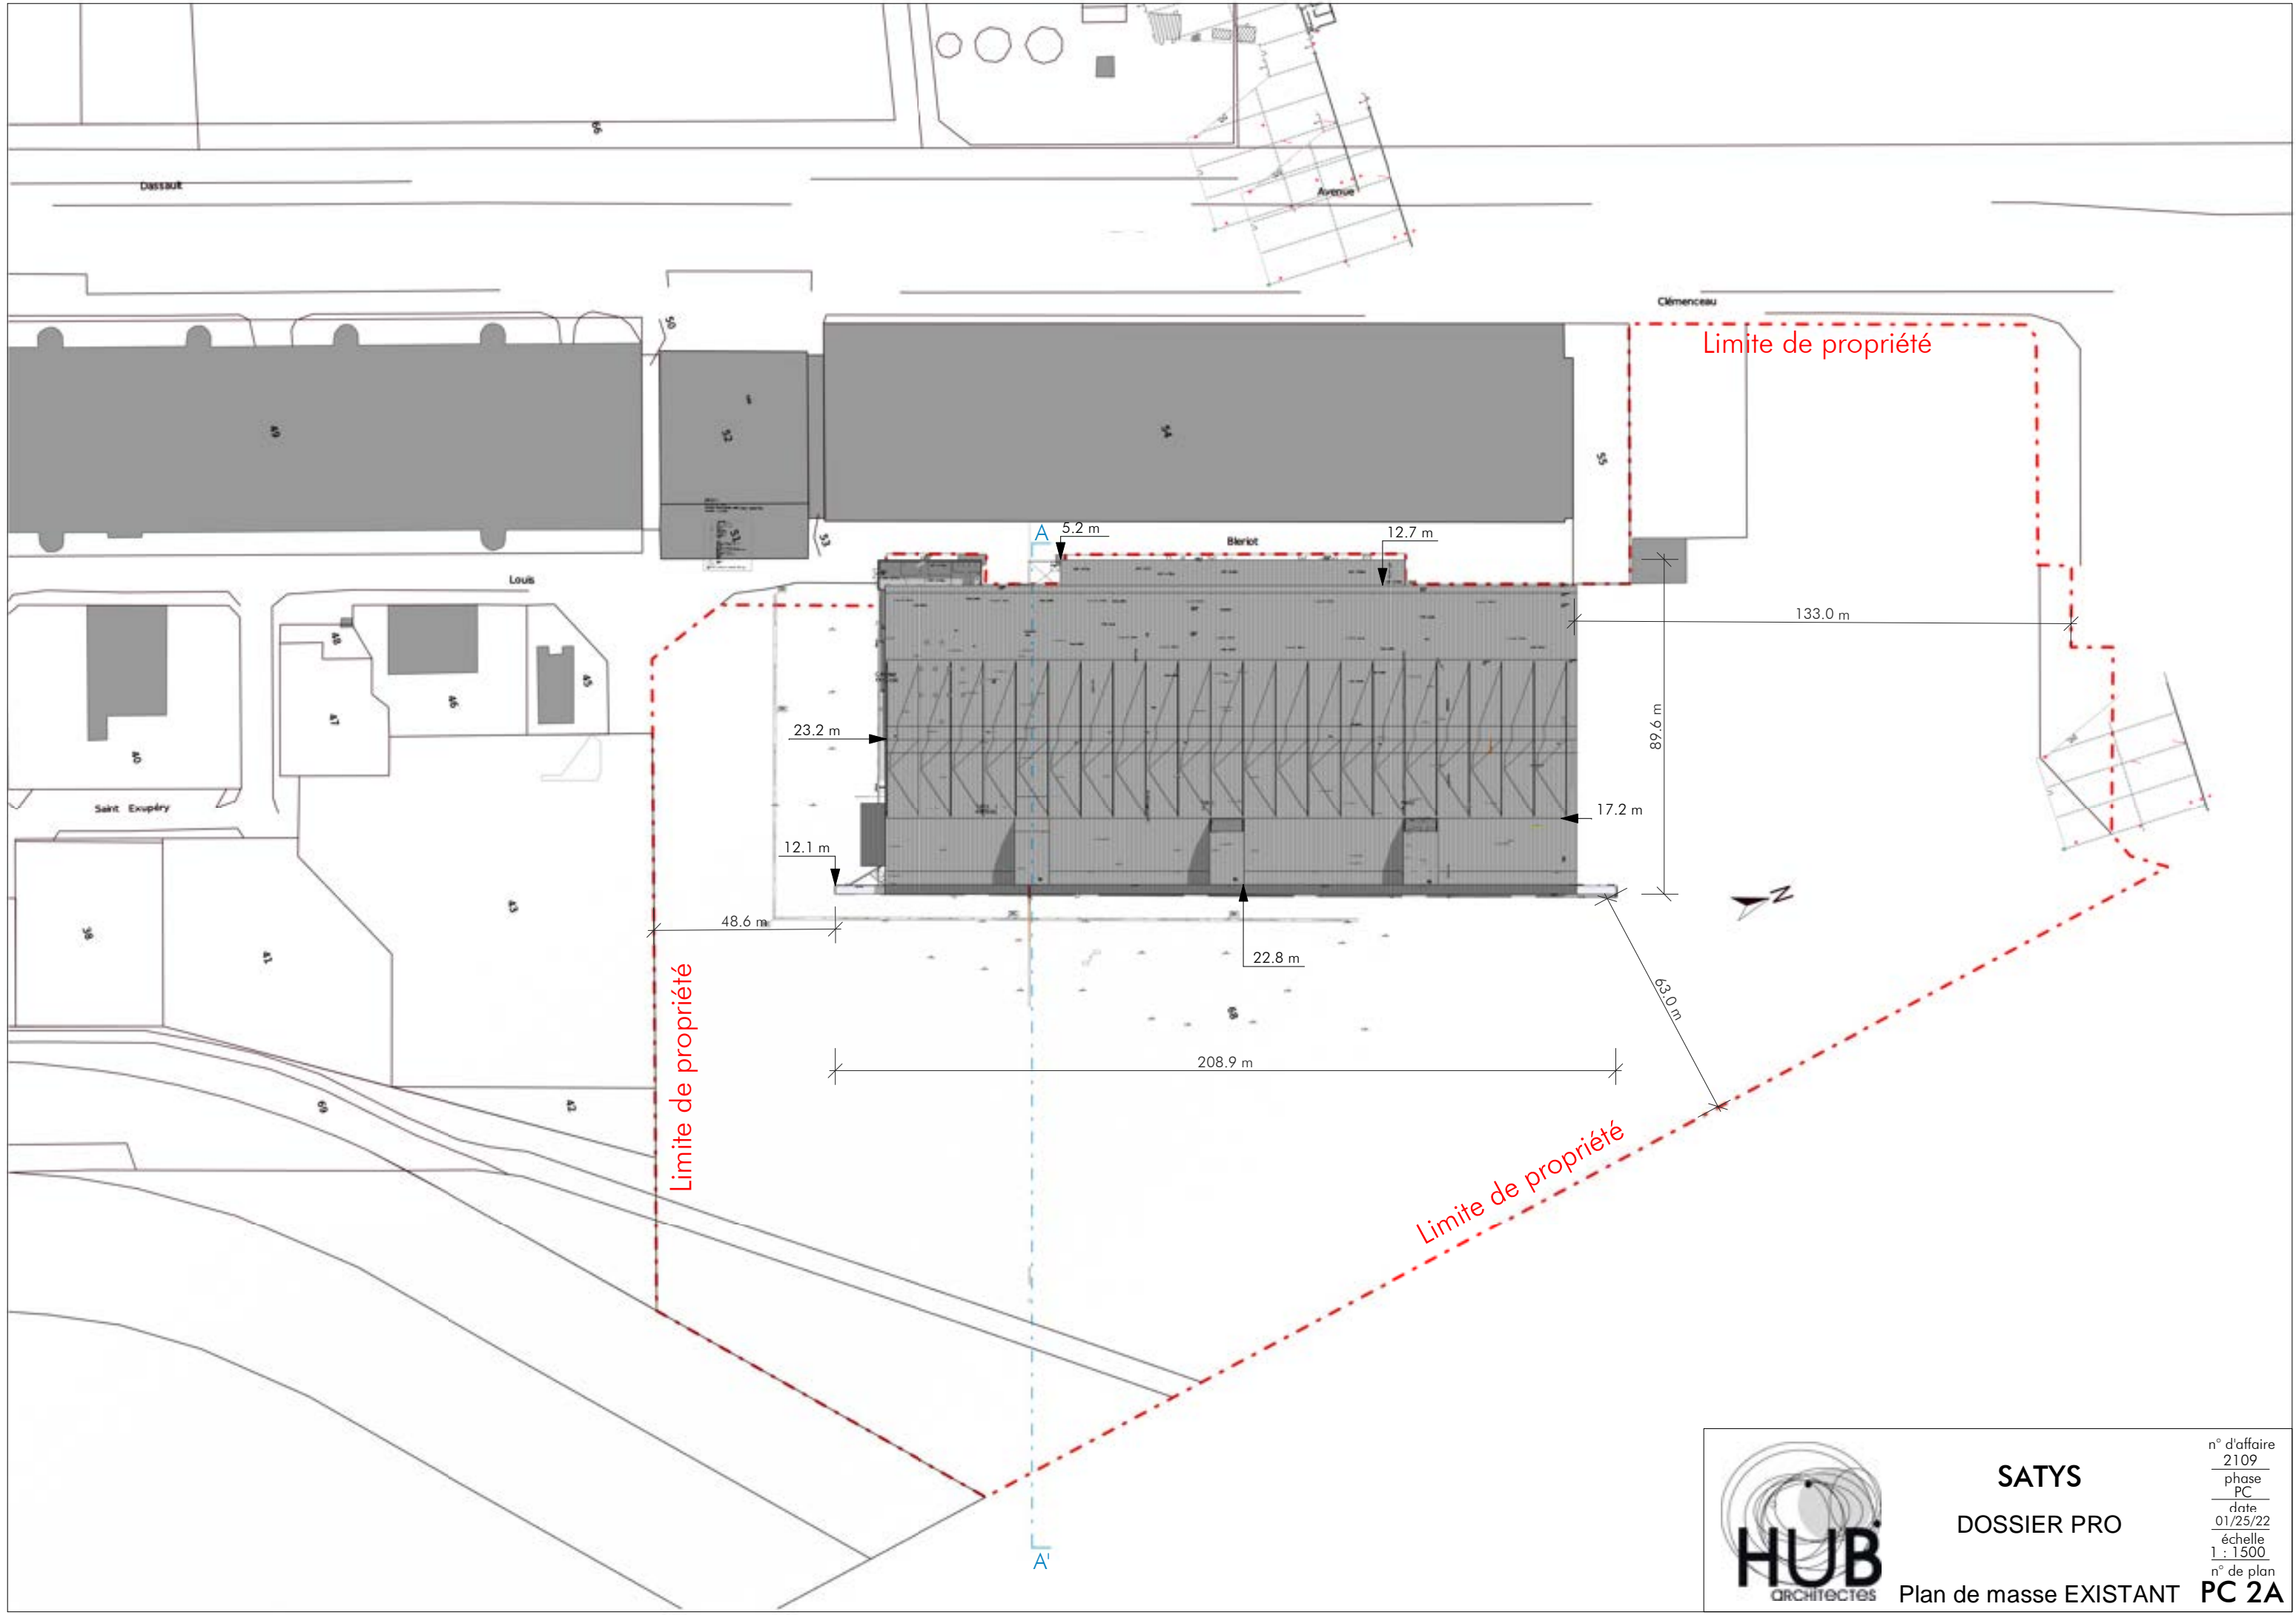 66
Dassault
Avenue
Clémenceau
Limite de propriété
50
49
52
54
55
51
53
A
5.2 m
12.7 m
Bleriot
Louis
133.0 m
48
45
46
47
40
23.2 m
89.6 m
Saint Exupéry
17.2 m
12.1 m
N
43
38
41
48.6 m
22.8 m
63.0 m
68
Limite de propriété
208.9 m
69
42
Limite de propriété
A'
HUB
ARCHITECTES
SATYS
DOSSIER PRO
Plan de masse EXISTANT
n° d'affaire
2109
phase
PC
date
01/25/22
échelle
1 : 1500
n° de plan
PC 2A